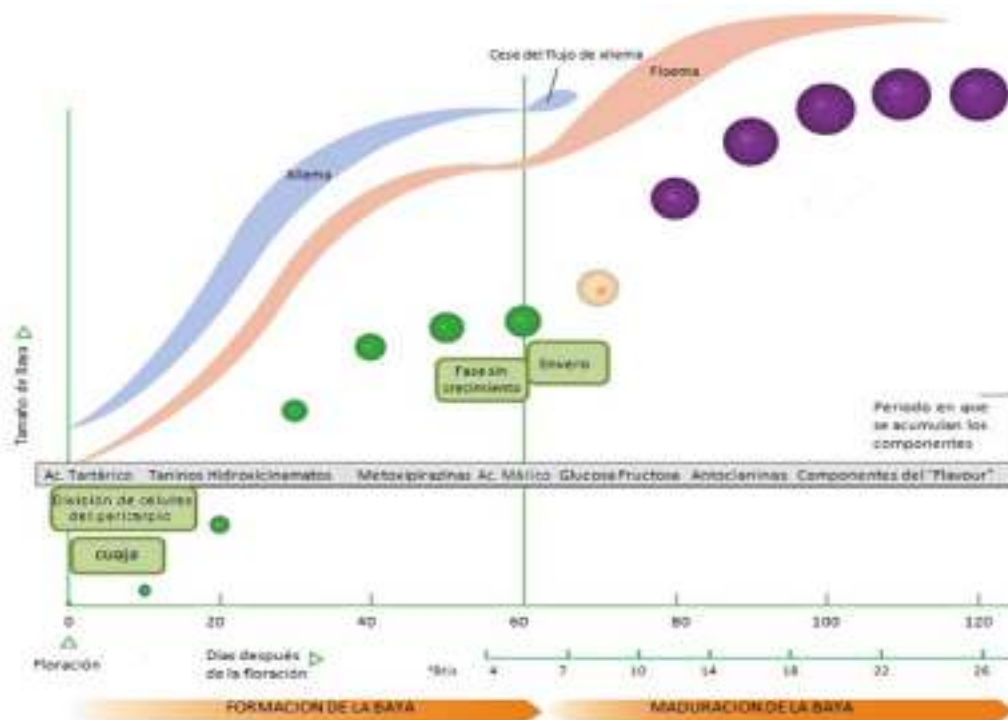 Cese del flujo de xilema
Floema
Xilema
Tamaño de Baya
Fase sin
crecimiento
Envero
Periodo en que
se acumulan los
componentes
Ac. Tartárico Taninos Hidroxicinamatos Metoxipirazinas Ac. Málico Glucosa Fructosa Antocianinas Componentes del "Flavour"
División de células
del pericarpio
cuaje
0 20 40 60 80 100 120
Floración
Días después
de la floración
°Brix 4 7 10 14 18 22 26
FORMACION DE LA BAYA
MADURACION DE LA BAYA